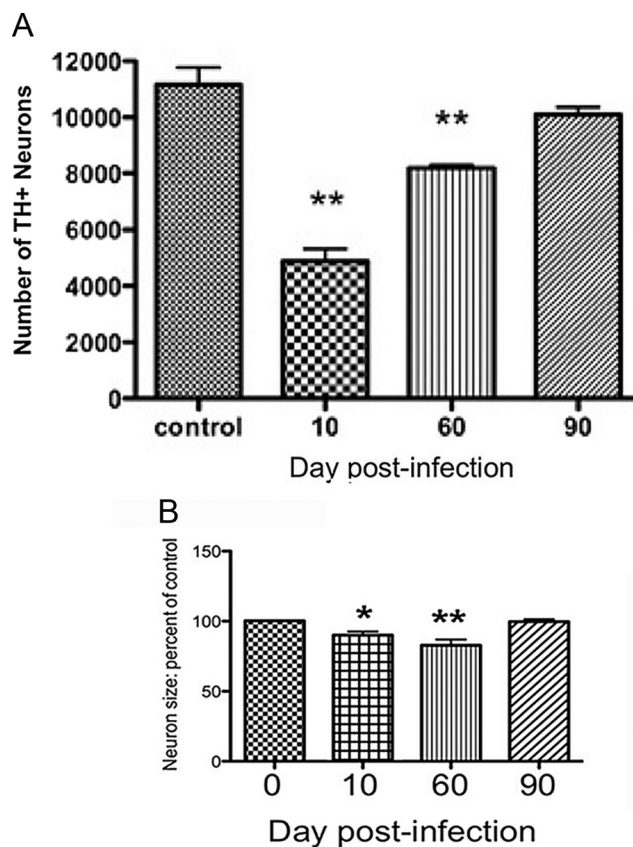 A
Number of TH+ Neurons
12000
10000
8000
6000
4000
2000
0
**
**
control 10 60 90
Day post-infection
B
Neuron size: percent of control
150
100
50
0
*
**
0 10 60 90
Day post-infection